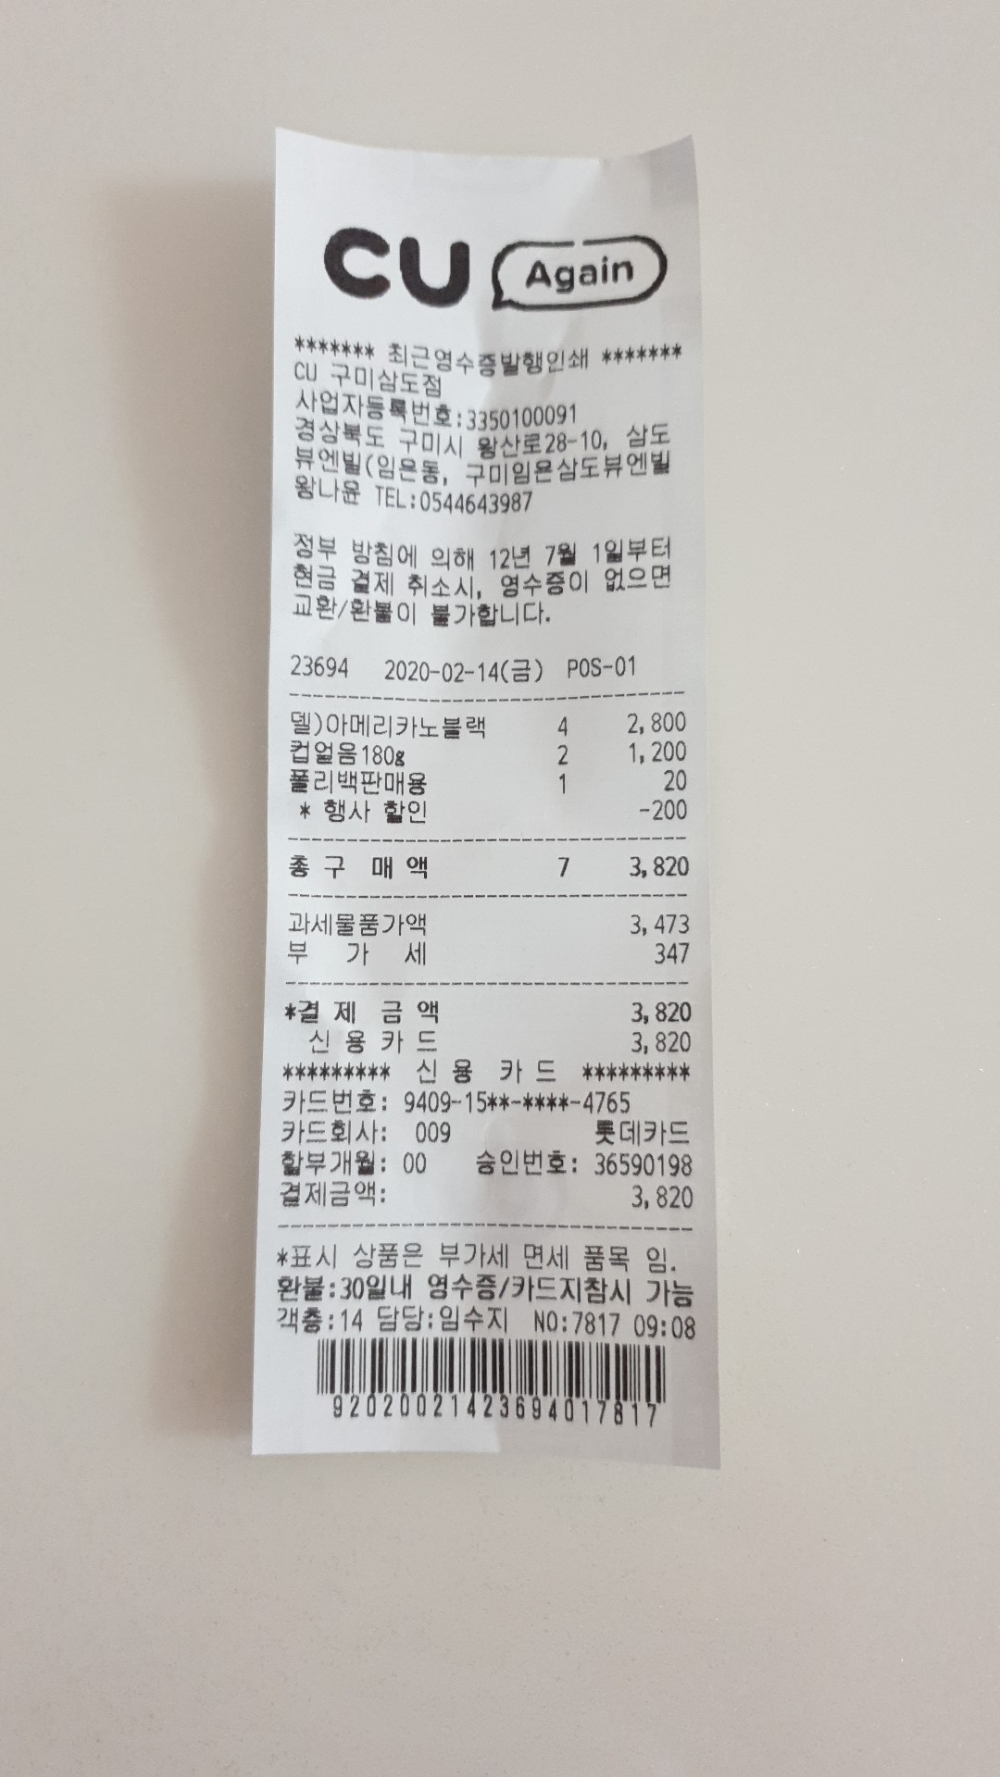 CU Again
******* 최근영수증발행인쇄 *******
CU 구미삼도점
사업자등록번호:3350100091
경상북도 구미시 왕산로28-10, 삼도
뷰엔빌(임은동, 구미임은삼도뷰엔빌
왕나윤 TEL:0544643987
정부 방침에 의해 12년 7월 1일부터
현금 결제 취소시, 영수증이 없으면
교환/환불이 불가합니다.
23694 2020-02-14(금) POS-01
델)아메리카노블랙 4 2,800
컵얼음180g 2 1,200
폴리백판매용 1 20
* 행사 할인 -200
총 구 매 액 7 3,820
과세물품가액 3,473
부 가 세 347
*결 제 금 액 3,820
신 용 카 드 3,820
********* 신 용 카 드 *********
카드번호: 9409-15**-****-4765
카드회사: 009 롯데카드
할부개월: 00 승인번호: 36590198
결제금액: 3,820
*표시 상품은 부가세 면세 품목 임.
환불:30일내 영수증/카드지참시 가능
객층:14 담당:임수지 NO:7817 09:08
92020021423694017817